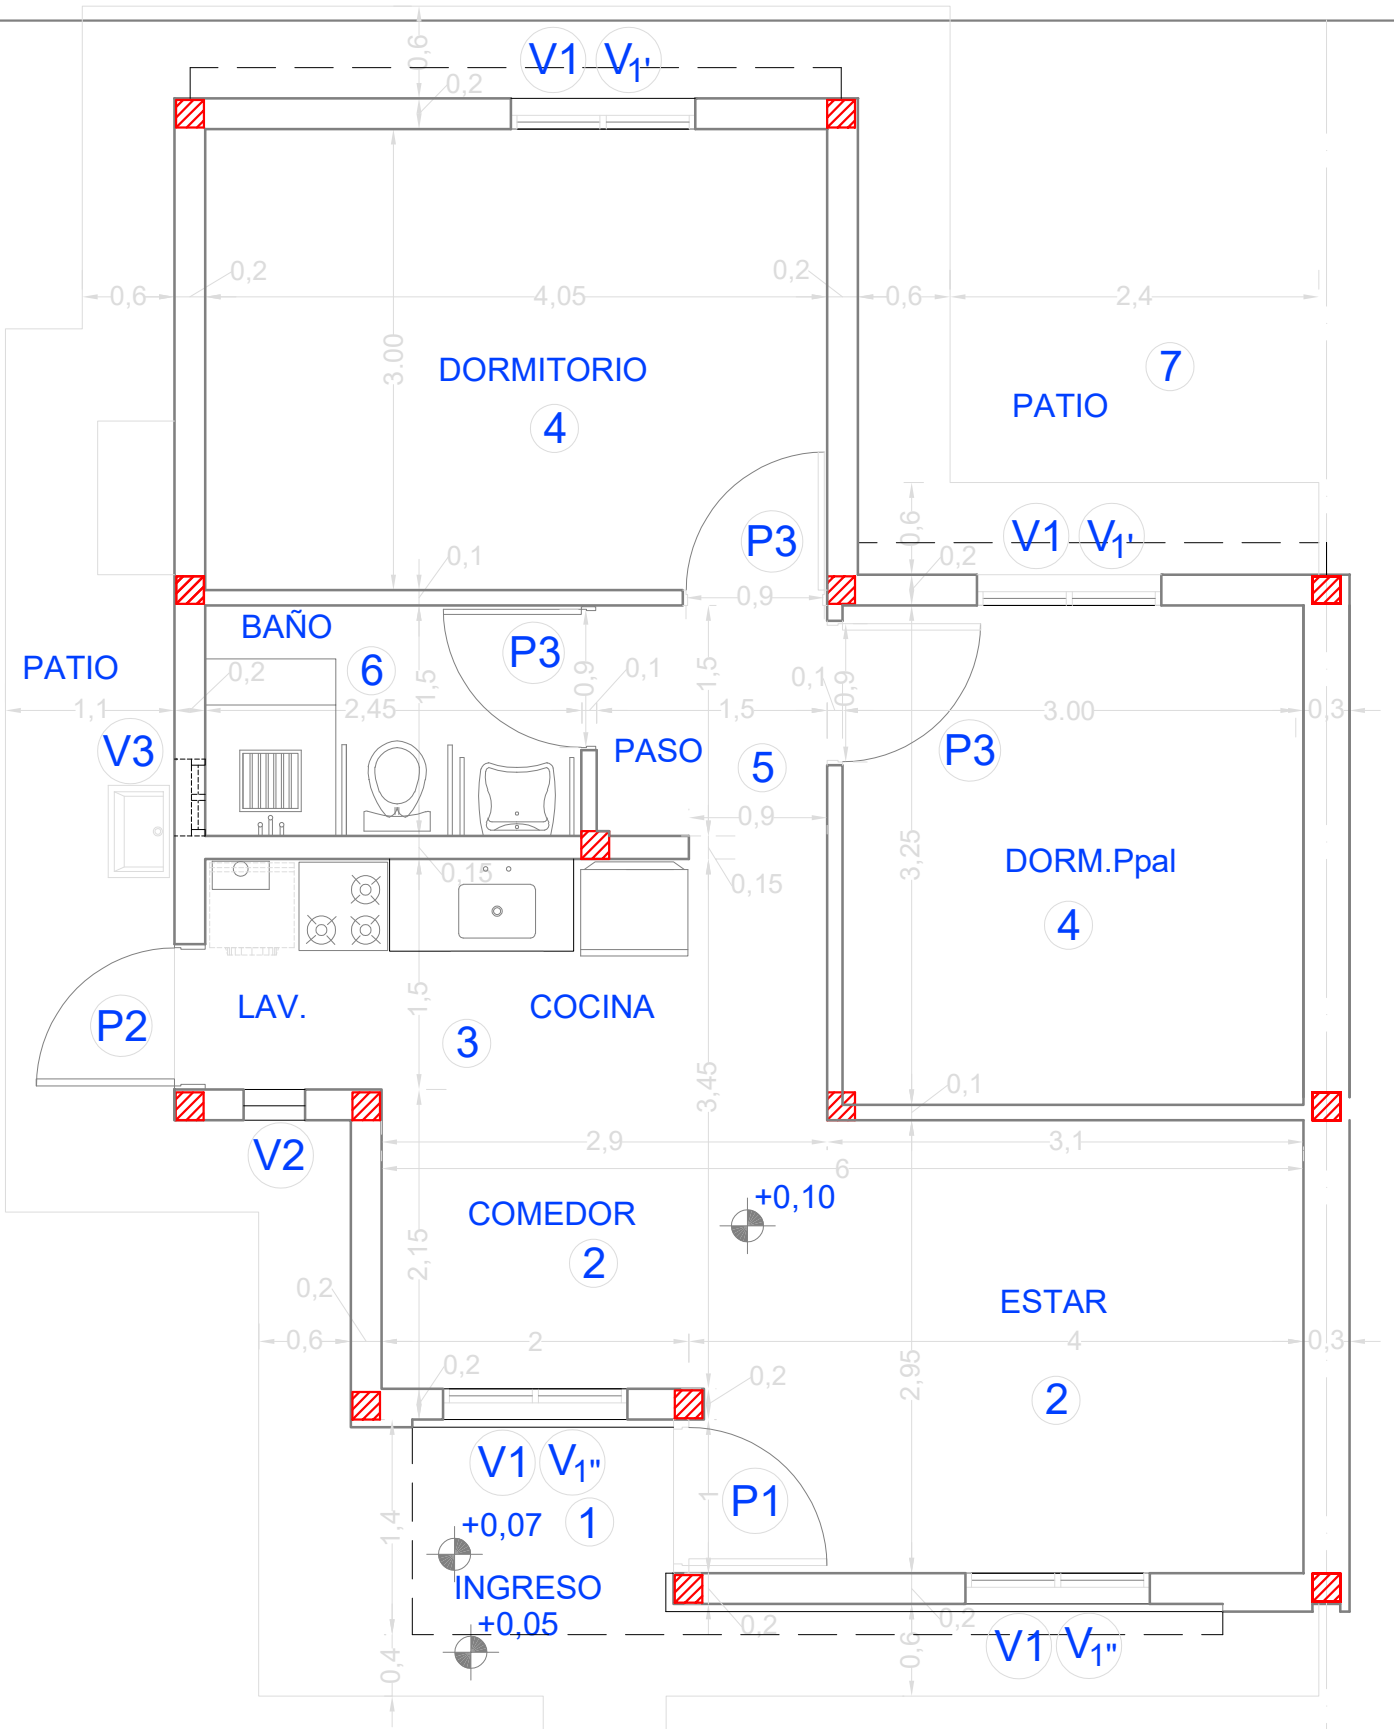 0,6
V1 V1'
0,2
0,2
0,2
0,6
4,05
0,6
2,4
3.00
DORMITORIO
4
7
PATIO
P3
0,6
V1 V1'
0,1
0,2
0,9
BAÑO
P3
6
PATIO
0,2
1,5
0,9
0,1
1,5
0,1
0,9
1,1
2,45
1,5
3.00
0,3
V3
PASO
5
P3
0,9
0,15
0,15
3,25
DORM.Ppal
4
LAV.
COCINA
1,5
P2
3
3,45
0,1
V2
2,9
3,1
6
+0,10
COMEDOR
2
2,15
0,2
ESTAR
0,6
2
4
0,3
0,2
0,2
2,95
2
V1 V1"
P1
1
1
+0,07
1,4
INGRESO
+0,05
0,2
0,2
0,6
V1 V1"
0,4